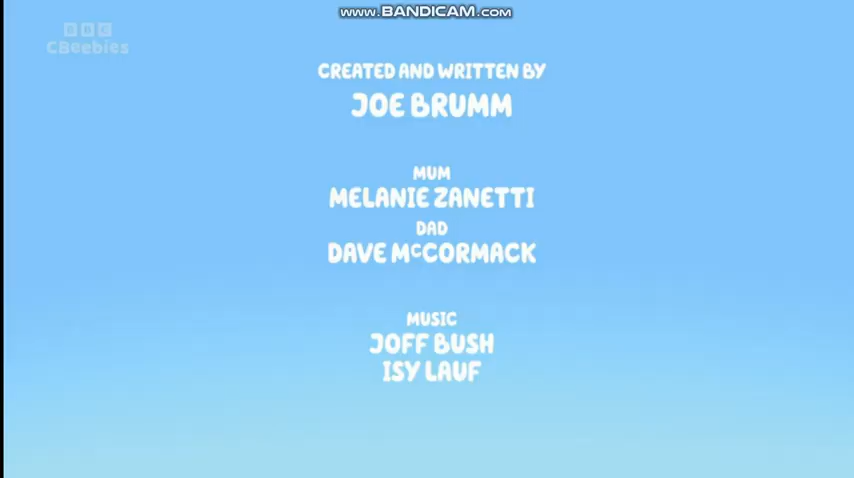 www.BANDICAM.com
BBC
CBeebies
CREATED AND WRITTEN BY
JOE BRUMM
MUM
MELANIE ZANETTI
DAD
DAVE McCORMACK
MUSIC
JOFF BUSH
ISY LAUF